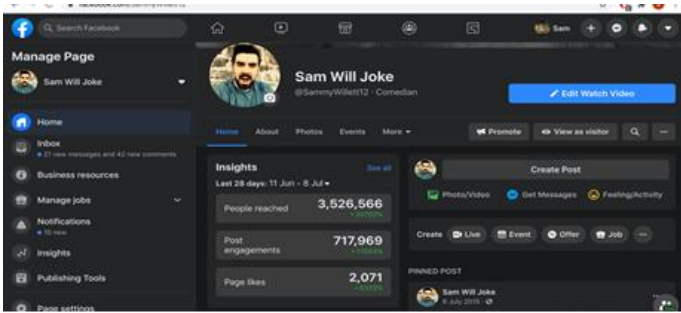 Search Facebook
Sam
Manage Page
Sam Will Joke
Home
Inbox
21 new messages and 42 new comments
Business resources
Manage jobs
Notifications
10 new
Insights
Publishing Tools
Page settings
Sam Will Joke
@SammyWillett12 · Comedian
Edit Watch Video
Home About Photos Events More
Promote View as visitor
Insights See all
Last 28 days: 11 Jun - 8 Jul
People reached 3,526,566
Post engagements 717,969
Page likes 2,071
Create Post
Photo/Video Get Messages Feeling/Activity
Create Live Event Offer Job
PINNED POST
Sam Will Joke